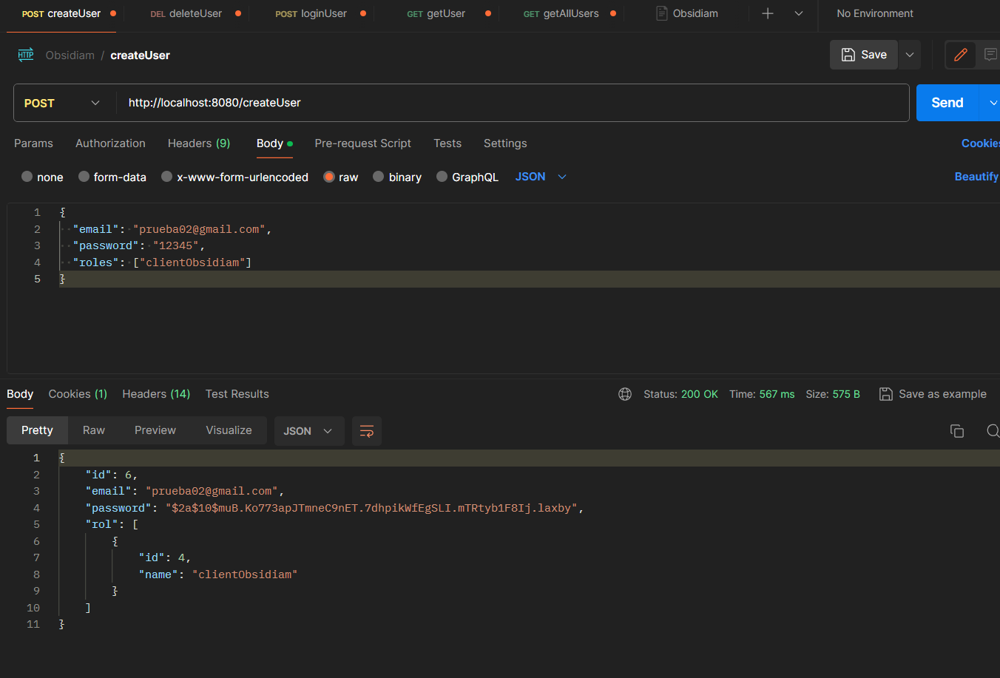 POST createUser DEL deleteUser POST loginUser GET getUser GET getAllUsers Obsidiam No Environment
HTTP Obsidiam / createUser Save
POST http://localhost:8080/createUser Send
Params Authorization Headers (9) Body Pre-request Script Tests Settings Cookies
none form-data x-www-form-urlencoded raw binary GraphQL JSON Beautify
1 {
2 "email": "prueba02@gmail.com",
3 "password": "12345",
4 "roles": ["clientObsidiam"]
5 }
Body Cookies (1) Headers (14) Test Results Status: 200 OK Time: 567 ms Size: 575 B Save as example
Pretty Raw Preview Visualize JSON
1 {
2 "id": 6,
3 "email": "prueba02@gmail.com",
4 "password": "$2a$10$muB.Ko773apJTmneC9nET.7dhpikWfEgSLI.mTRtyb1F8Ij.laxby",
5 "rol": [
6 {
7 "id": 4,
8 "name": "clientObsidiam"
9 }
10 ]
11 }